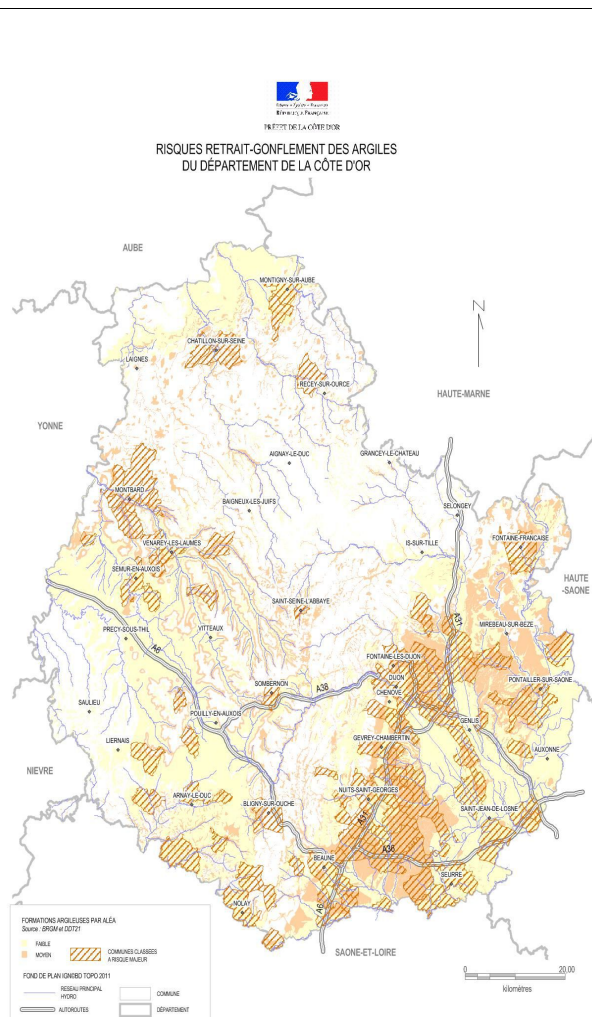 Liberté • Égalité • Fraternité
RÉPUBLIQUE FRANÇAISE
PRÉFET DE LA CÔTE D'OR
RISQUES RETRAIT-GONFLEMENT DES ARGILES
DU DÉPARTEMENT DE LA CÔTE D'OR
AUBE
MONTIGNY-SUR-AUBE
N
CHATILLON-SUR-SEINE
LAIGNES
RECEY-SUR-OURCE
HAUTE-MARNE
YONNE
AIGNAY-LE-DUC
GRANCEY-LE-CHATEAU
MONTBARD
BAIGNEUX-LES-JUIFS
SELONGEY
VENAREY-LES-LAUMES
IS-SUR-TILLE
FONTAINE-FRANCAISE
SEMUR-EN-AUXOIS
HAUTE
-SAONE
SAINT-SEINE-L'ABBAYE
A31
PRECY-SOUS-THIL
VITTEAUX
MIREBEAU-SUR-BEZE
A6
FONTAINE-LES-DIJON
DIJON
PONTAILLER-SUR-SAONE
SOMBERNON
A38
CHENOVE
SAULIEU
POUILLY-EN-AUXOIS
GENLIS
GEVREY-CHAMBERTIN
LIERNAIS
AUXONNE
NIEVRE
NUITS-SAINT-GEORGES
ARNAY-LE-DUC
BLIGNY-SUR-OUCHE
SAINT-JEAN-DE-LOSNE
A31
A36
BEAUNE
SEURRE
NOLAY
A6
SAONE-ET-LOIRE
FORMATIONS ARGILEUSES PAR ALÉA
Source : BRGM et DDT21
FAIBLE
MOYEN
COMMUNES CLASSEES
A RISQUE MAJEUR
FOND DE PLAN IGN©BD TOPO 2011
RESEAU PRINCIPAL
HYDRO
COMMUNE
AUTOROUTES
DÉPARTEMENT
0 20,00
kilomètres